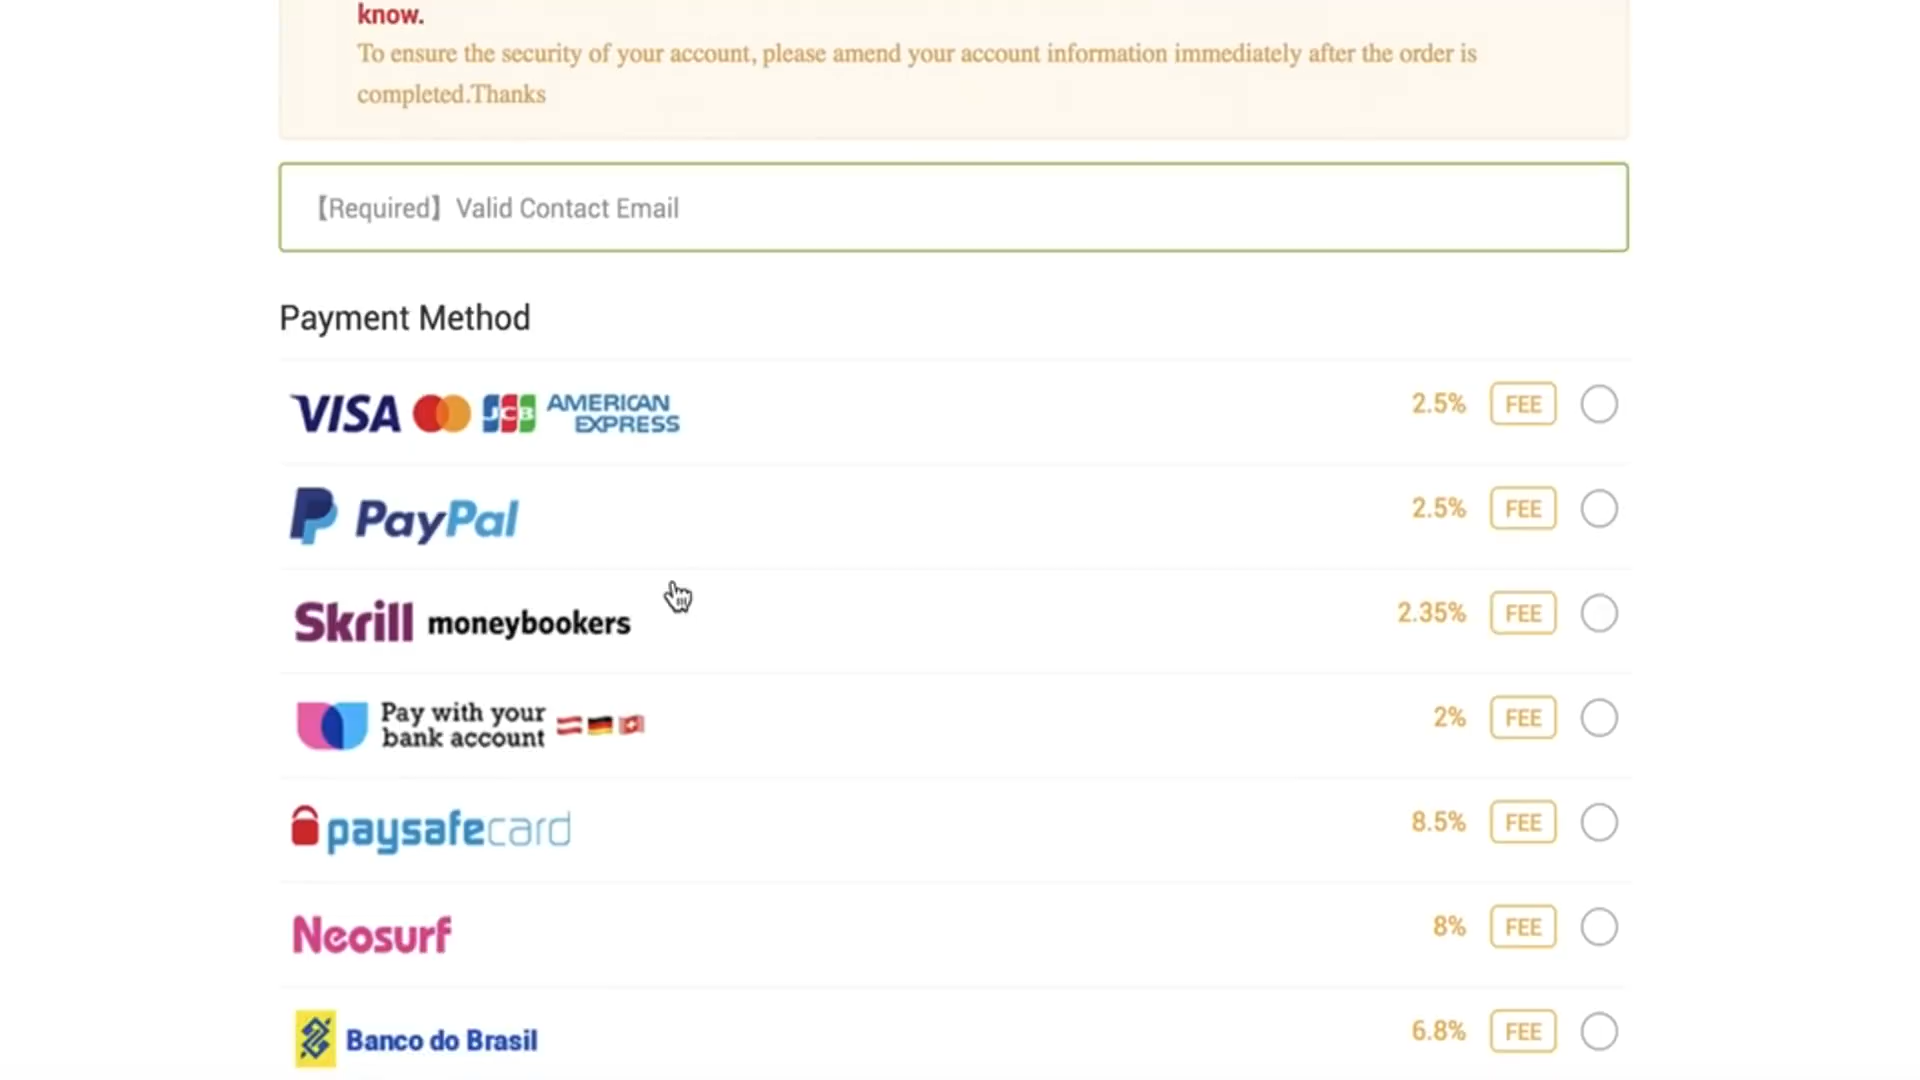 know.
To ensure the security of your account, please amend your account information immediately after the order is
completed.Thanks
【Required】 Valid Contact Email
Payment Method
VISA JCB AMERICAN EXPRESS 2.5% FEE
PayPal 2.5% FEE
Skrill moneybookers 2.35% FEE
Pay with your
bank account 2% FEE
paysafecard 8.5% FEE
Neosurf 8% FEE
Banco do Brasil 6.8% FEE